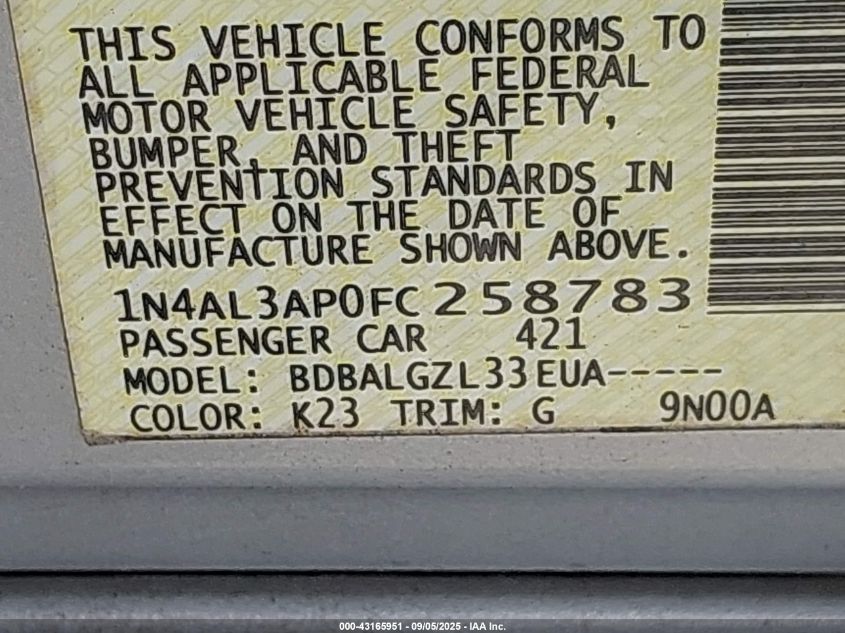 THIS VEHICLE CONFORMS TO
ALL APPLICABLE FEDERAL
MOTOR VEHICLE SAFETY,
BUMPER, AND THEFT
PREVENTION STANDARDS IN
EFFECT ON THE DATE OF
MANUFACTURE SHOWN ABOVE.
1N4AL3AP0FC258783
PASSENGER CAR 421
MODEL: BDBALGZL33EUA-----
COLOR: K23 TRIM: G 9N00A
000-43165951 - 09/05/2025 - IAA Inc.